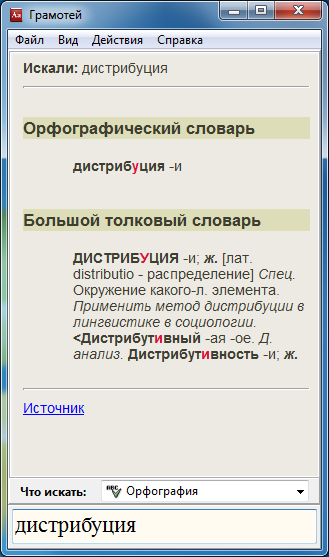 Грамотей
Файл Вид Действия Справка
Искали: дистрибуция
Орфографический словарь
дистрибуция -и
Большой толковый словарь
ДИСТРИБУЦИЯ -и; ж. [лат.
distributio - распределение] Спец.
Окружение какого-л. элемента.
Применить метод дистрибуции в
лингвистике в социологии.
<Дистрибутивный -ая -ое. Д.
анализ. Дистрибутивность -и; ж.
Источник
Что искать: ABC Орфография
дистрибуция